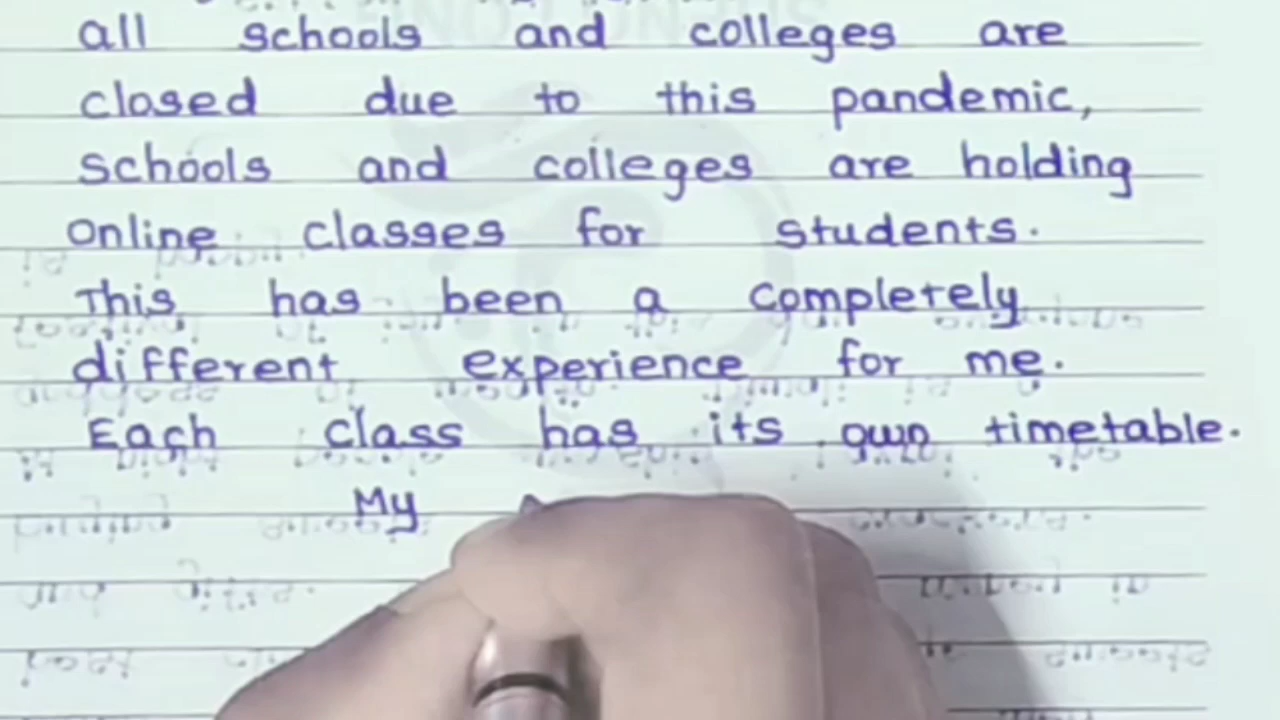 all schools and colleges are
closed due to this pandemic,
schools and colleges are holding
online classes for students.
This has been a completely
different experience for me.
Each class has its own timetable.
My